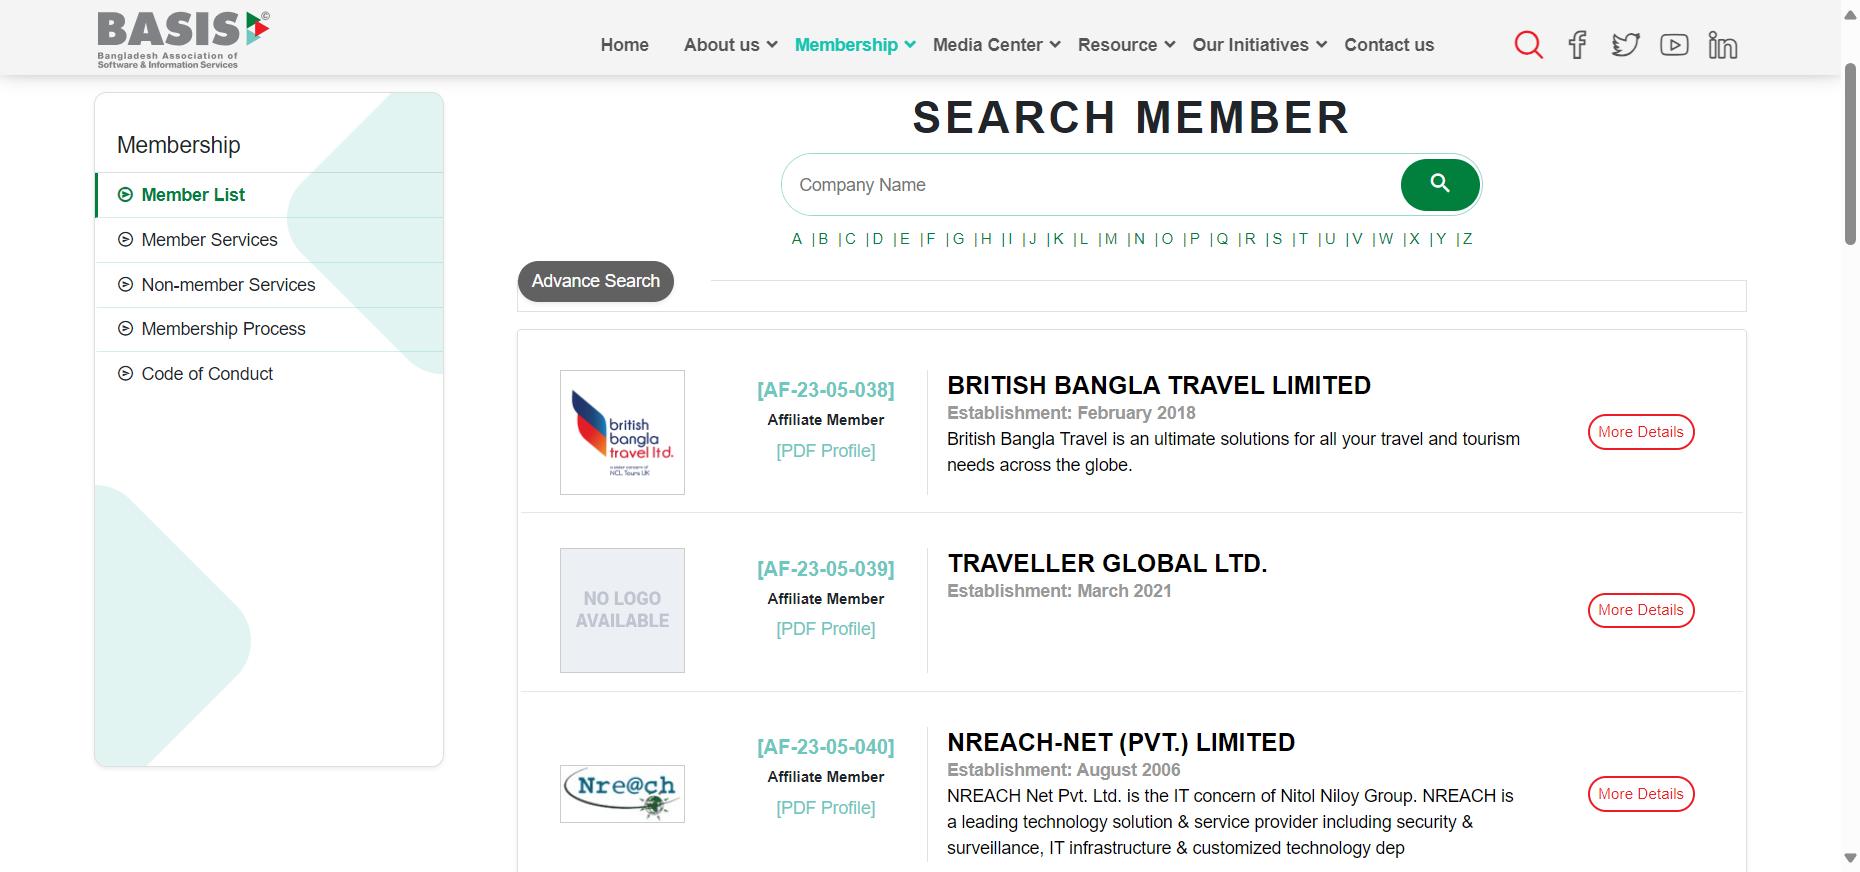 BASIS ©
Bangladesh Association of
Software & Information Services
Home About us Membership Media Center Resource Our Initiatives Contact us
Membership
Member List
Member Services
Non-member Services
Membership Process
Code of Conduct
SEARCH MEMBER
Company Name
A |B |C |D |E |F |G |H |I |J |K |L |M |N |O |P |Q |R |S |T |U |V |W |X |Y |Z
Advance Search
british
bangla
travel ltd.
a sister concern of
NCL Tours UK
[AF-23-05-038]
Affiliate Member
[PDF Profile]
BRITISH BANGLA TRAVEL LIMITED
Establishment: February 2018
British Bangla Travel is an ultimate solutions for all your travel and tourism
needs across the globe.
More Details
NO LOGO
AVAILABLE
[AF-23-05-039]
Affiliate Member
[PDF Profile]
TRAVELLER GLOBAL LTD.
Establishment: March 2021
More Details
Nre@ch
[AF-23-05-040]
Affiliate Member
[PDF Profile]
NREACH-NET (PVT.) LIMITED
Establishment: August 2006
NREACH Net Pvt. Ltd. is the IT concern of Nitol Niloy Group. NREACH is
a leading technology solution & service provider including security &
surveillance, IT infrastructure & customized technology dep
More Details